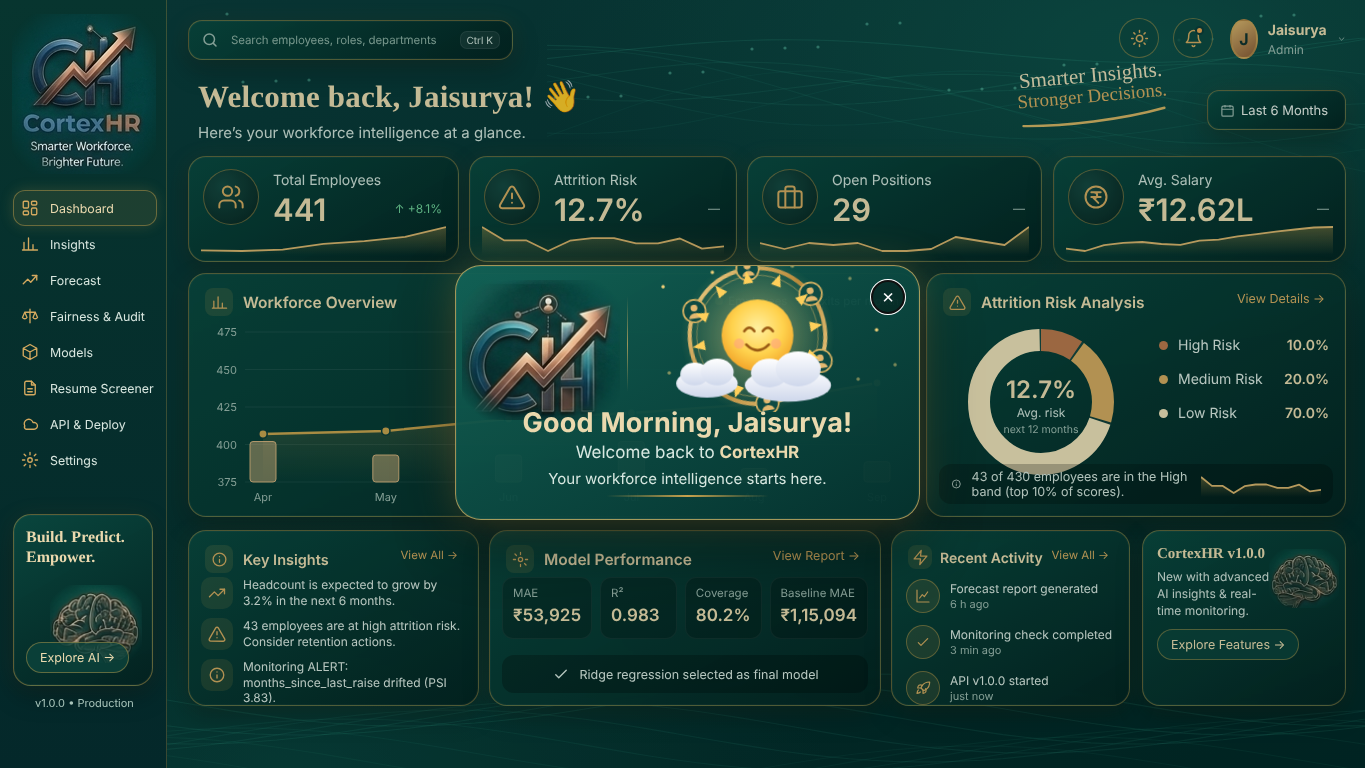 CH
CortexHR
Smarter Workforce.
Brighter Future.
Dashboard
Insights
Forecast
Fairness & Audit
Models
Resume Screener
API & Deploy
Settings
Build. Predict.
Empower.
Explore AI →
v1.0.0 • Production
Search employees, roles, departments Ctrl K
J Jaisurya
Admin
Welcome back, Jaisurya! 👋
Here's your workforce intelligence at a glance.
Smarter Insights.
Stronger Decisions.
Last 6 Months
Total Employees
441 ↑ +8.1%
Attrition Risk
12.7% —
Open Positions
29 —
Avg. Salary
₹12.62L —
Workforce Overview
475
450
425
400
375
Apr May
CH
Good Morning, Jaisurya!
Welcome back to CortexHR
Your workforce intelligence starts here.
Attrition Risk Analysis View Details →
12.7%
Avg. risk
next 12 months
High Risk 10.0%
Medium Risk 20.0%
Low Risk 70.0%
43 of 430 employees are in the High
band (top 10% of scores).
Key Insights View All →
Headcount is expected to grow by
3.2% in the next 6 months.
43 employees are at high attrition risk.
Consider retention actions.
Monitoring ALERT:
months_since_last_raise drifted (PSI
3.83).
Model Performance View Report →
MAE
₹53,925
R²
0.983
Coverage
80.2%
Baseline MAE
₹1,15,094
Ridge regression selected as final model
Recent Activity View All →
Forecast report generated
6 h ago
Monitoring check completed
3 min ago
API v1.0.0 started
just now
CortexHR v1.0.0
New with advanced
AI insights & real-
time monitoring.
Explore Features →